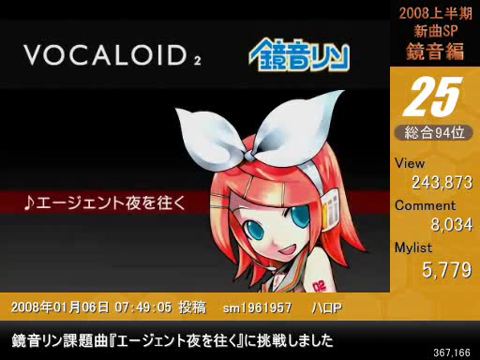 VOCALOID 2
鏡音リン
♪エージェント夜を往く
02
2008上半期
新曲SP
鏡音編
25
総合94位
View
243,873
Comment
8,034
Mylist
5,779
2008年01月06日 07:49:05 投稿 sm1961957 ハロP
鏡音リン課題曲『エージェント夜を往く』に挑戦しました
367,166